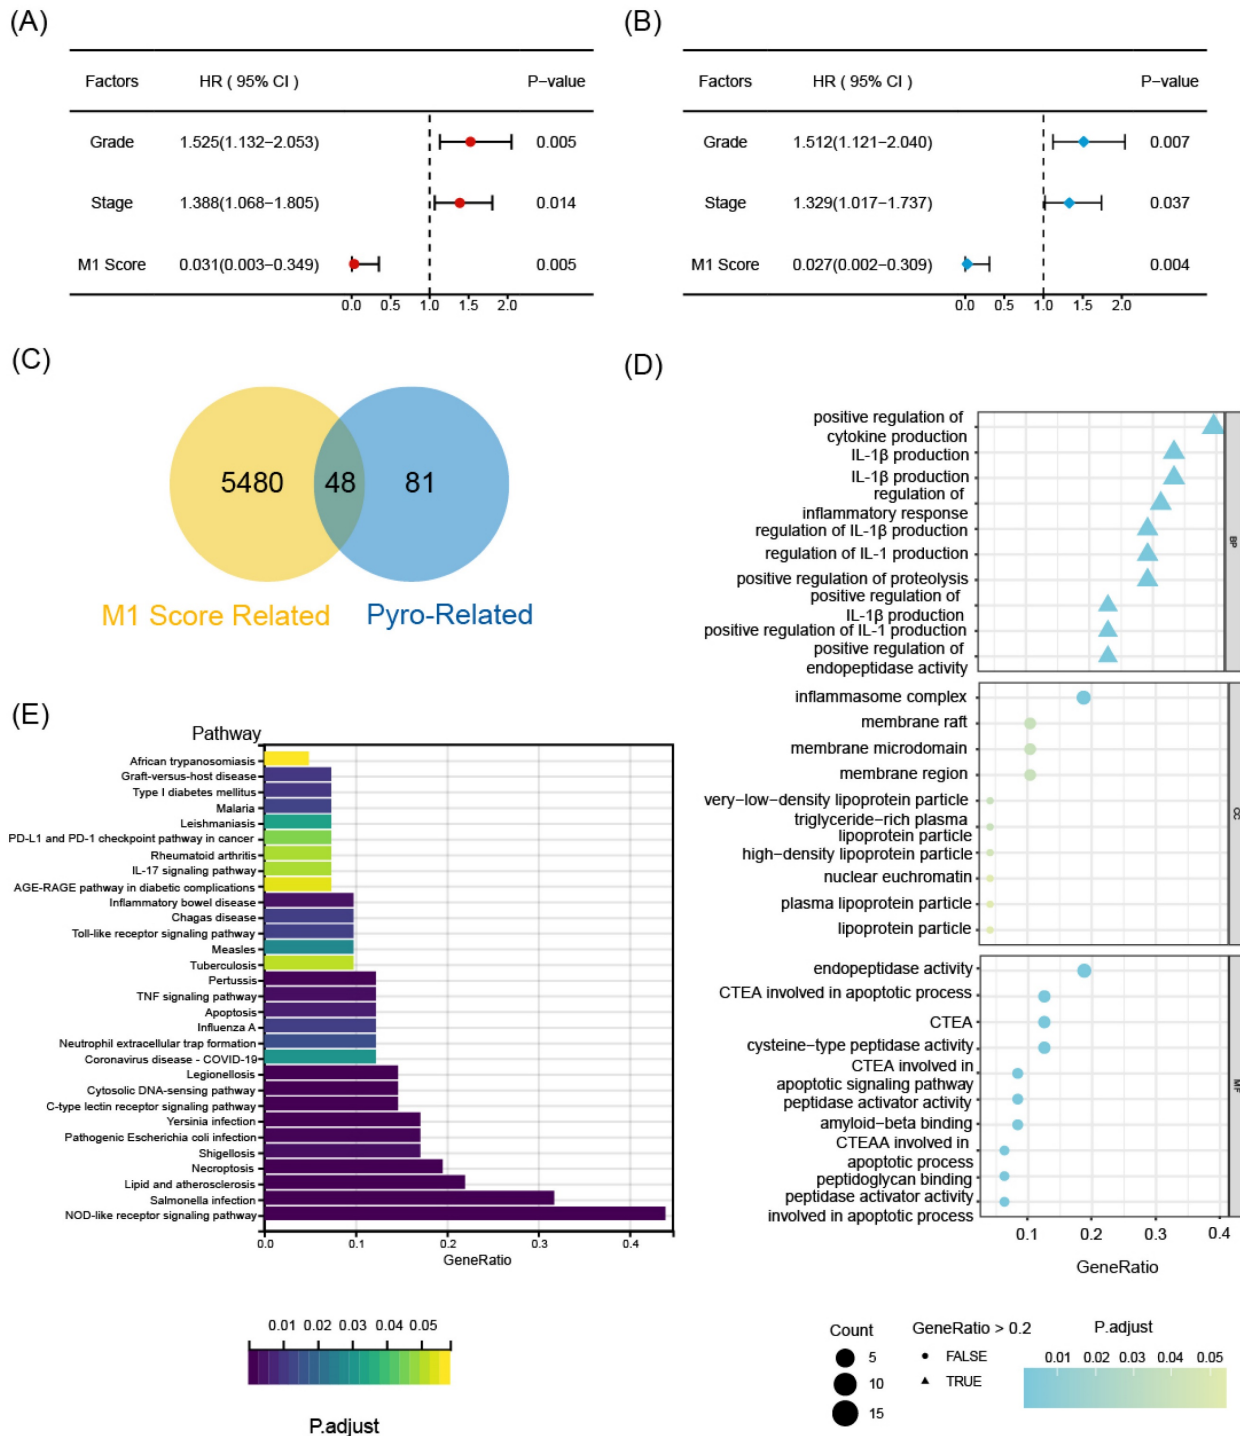 (A)
Factors HR ( 95% CI ) P−value
Grade 1.525(1.132−2.053) 0.005
Stage 1.388(1.068−1.805) 0.014
M1 Score 0.031(0.003−0.349) 0.005
0.0 0.5 1.0 1.5 2.0
(B)
Factors HR ( 95% CI ) P−value
Grade 1.512(1.121−2.040) 0.007
Stage 1.329(1.017−1.737) 0.037
M1 Score 0.027(0.002−0.309) 0.004
0.0 0.5 1.0 1.5 2.0
(C)
5480 48 81
M1 Score Related Pyro-Related
(D)
positive regulation of
cytokine production
IL-1β production
IL-1β production
regulation of
inflammatory response
regulation of IL-1β production
regulation of IL-1 production
positive regulation of proteolysis
positive regulation of
IL-1β production
positive regulation of IL-1 production
positive regulation of
endopeptidase activity
BP
inflammasome complex
membrane raft
membrane microdomain
membrane region
very−low−density lipoprotein particle
triglyceride−rich plasma
lipoprotein particle
high−density lipoprotein particle
nuclear euchromatin
plasma lipoprotein particle
lipoprotein particle
CC
endopeptidase activity
CTEA involved in apoptotic process
CTEA
cysteine−type peptidase activity
CTEA involved in
apoptotic signaling pathway
peptidase activator activity
amyloid−beta binding
CTEAA involved in
apoptotic process
peptidoglycan binding
peptidase activator activity
involved in apoptotic process
MF
0.1 0.2 0.3 0.4
GeneRatio
Count
5
10
15
GeneRatio > 0.2
FALSE
TRUE
P.adjust
0.01 0.02 0.03 0.04 0.05
(E)
Pathway
African trypanosomiasis
Graft−versus−host disease
Type I diabetes mellitus
Malaria
Leishmaniasis
PD−L1 and PD−1 checkpoint pathway in cancer
Rheumatoid arthritis
IL−17 signaling pathway
AGE−RAGE pathway in diabetic complications
Inflammatory bowel disease
Chagas disease
Toll−like receptor signaling pathway
Measles
Tuberculosis
Pertussis
TNF signaling pathway
Apoptosis
Influenza A
Neutrophil extracellular trap formation
Coronavirus disease - COVID−19
Legionellosis
Cytosolic DNA−sensing pathway
C−type lectin receptor signaling pathway
Yersinia infection
Pathogenic Escherichia coli infection
Shigellosis
Necroptosis
Lipid and atherosclerosis
Salmonella infection
NOD−like receptor signaling pathway
0.0 0.1 0.2 0.3 0.4
GeneRatio
0.01 0.02 0.03 0.04 0.05
P.adjust